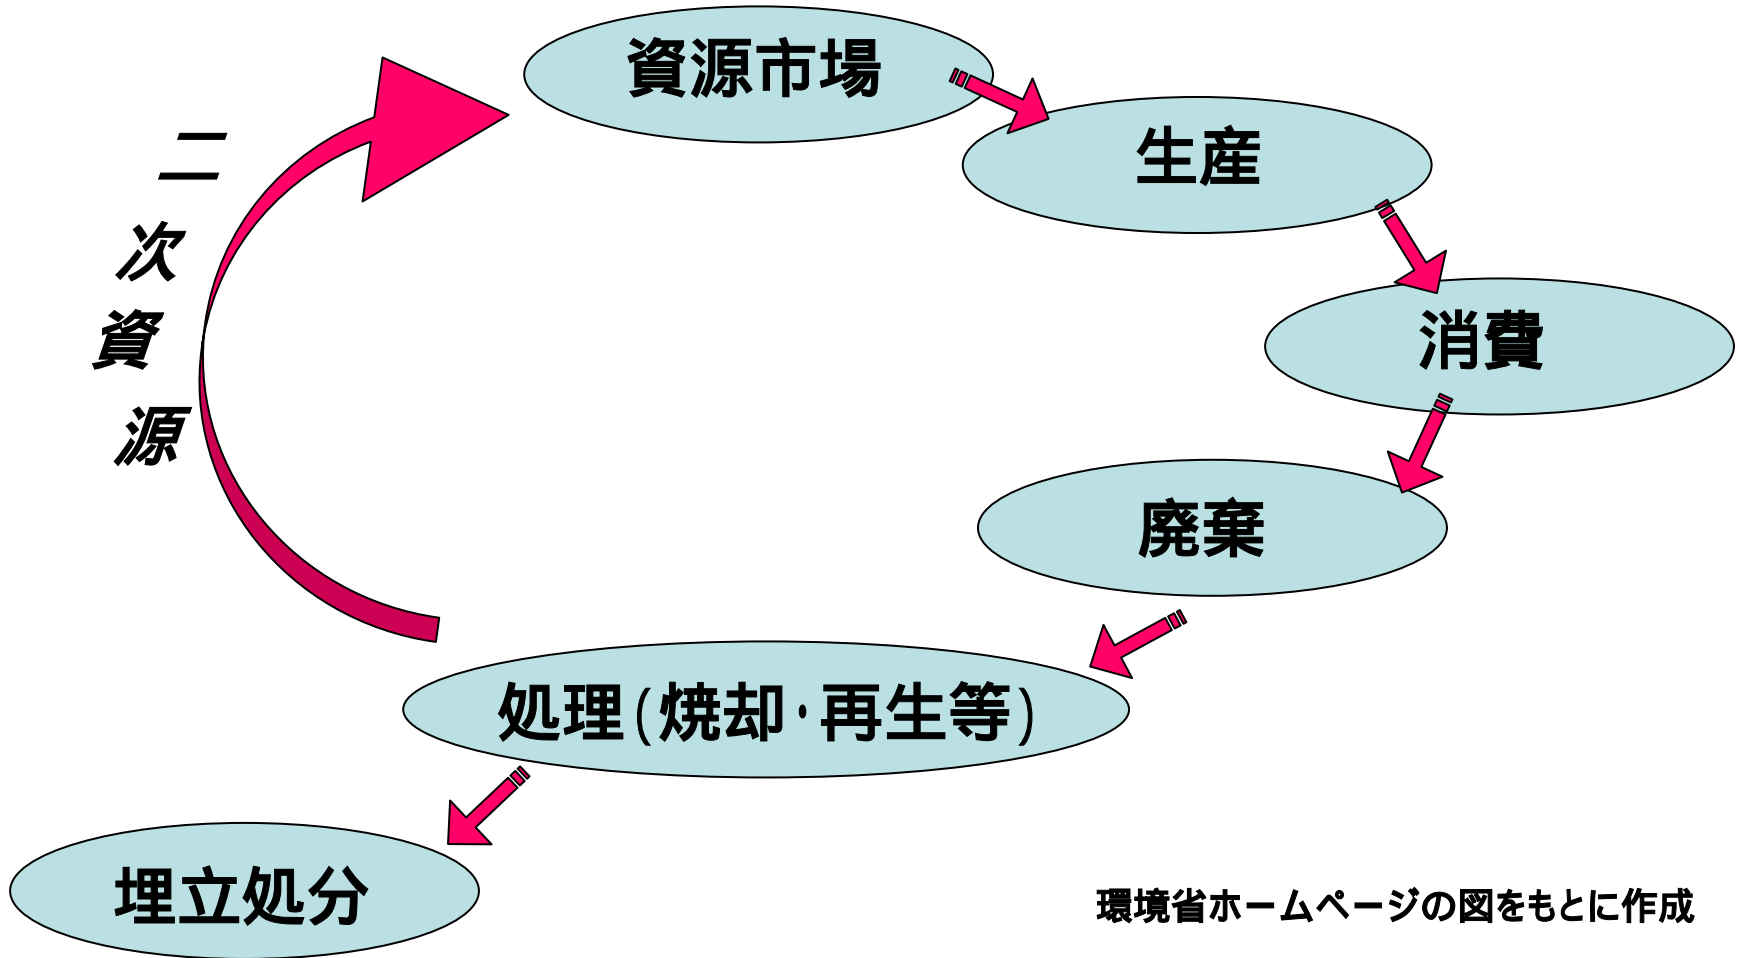 資源市場
生産
消費
廃棄
処理(焼却･再生等)
埋立処分
二次資源
環境省ホームページの図をもとに作成